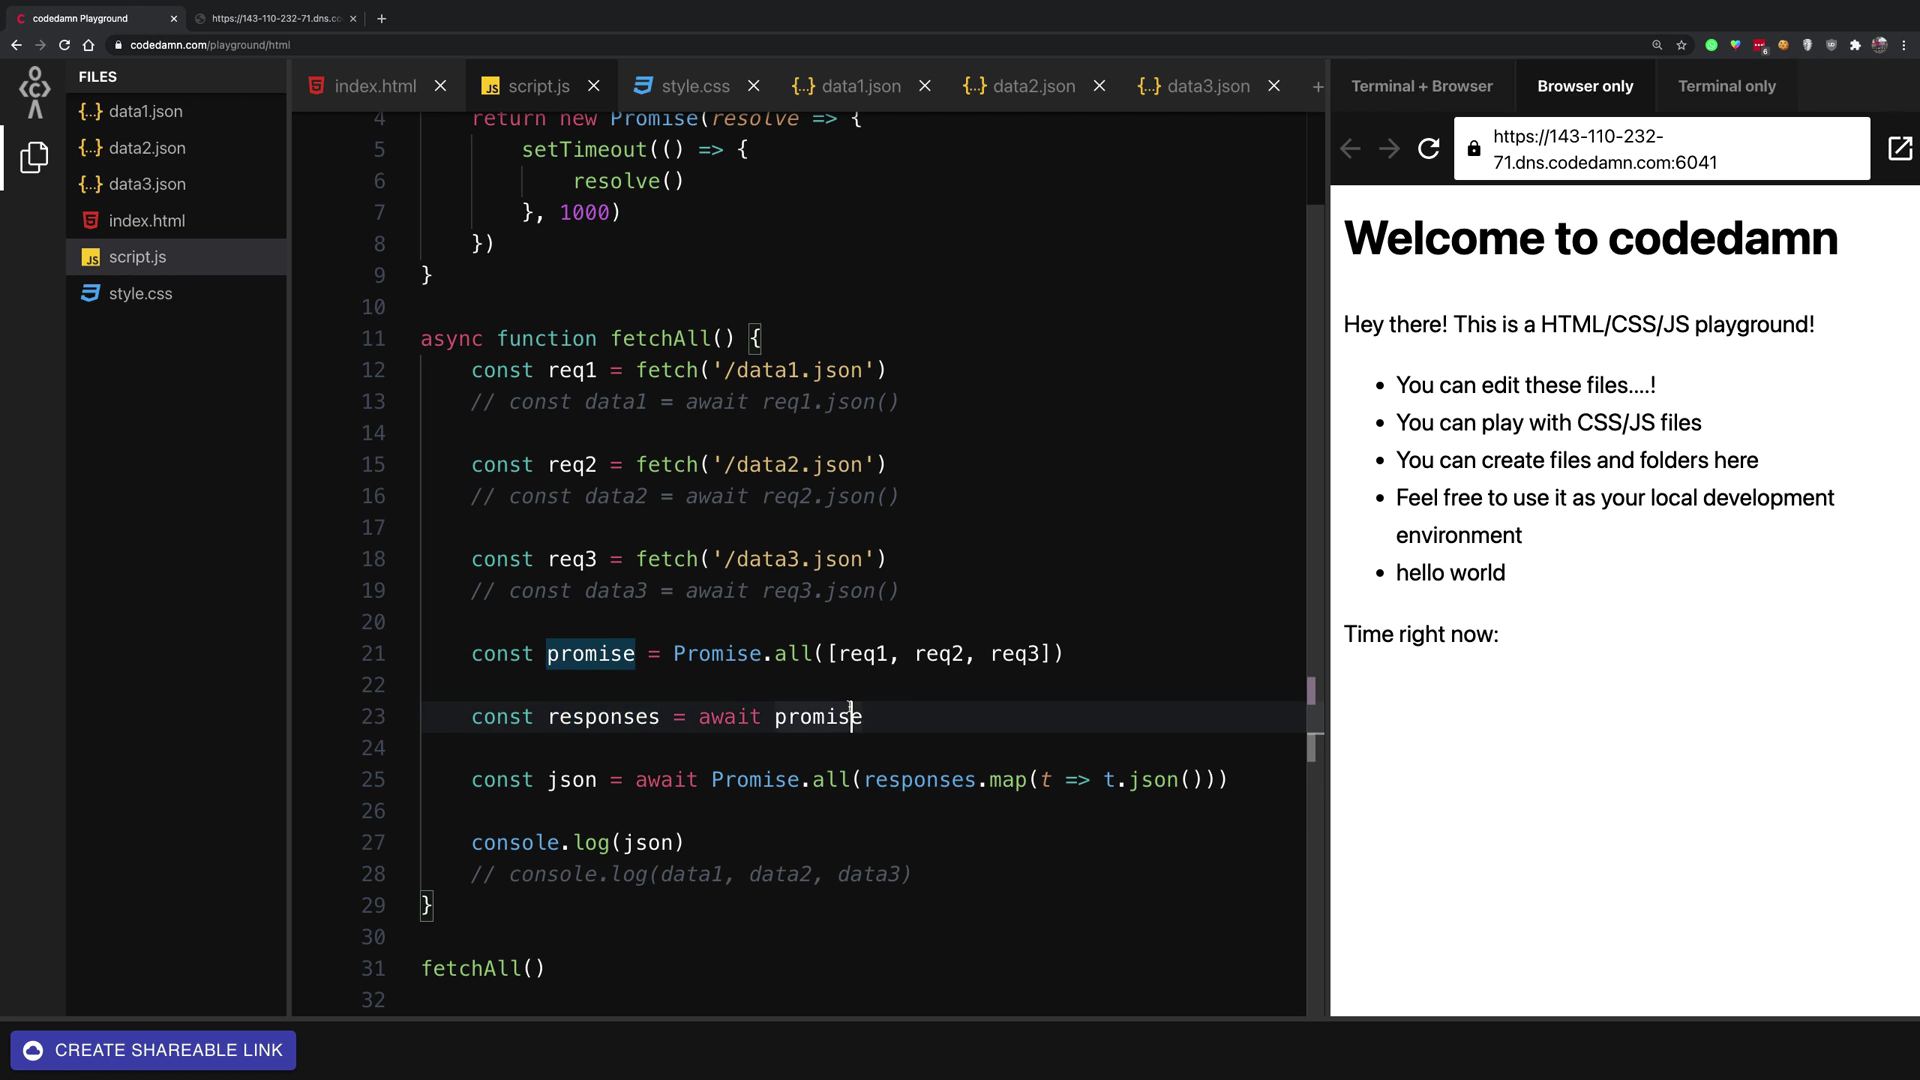 codedamn Playground
https://143-110-232-71.dns.co
codedamn.com/playground/html
FILES
data1.json
data2.json
data3.json
index.html
script.js
style.css
index.html
script.js
style.css
data1.json
data2.json
data3.json
4 return new Promise(resolve => {
5 setTimeout(() => {
6 resolve()
7 }, 1000)
8 })
9 }
10
11 async function fetchAll() {
12 const req1 = fetch('/data1.json')
13 // const data1 = await req1.json()
14
15 const req2 = fetch('/data2.json')
16 // const data2 = await req2.json()
17
18 const req3 = fetch('/data3.json')
19 // const data3 = await req3.json()
20
21 const promise = Promise.all([req1, req2, req3])
22
23 const responses = await promise
24
25 const json = await Promise.all(responses.map(t => t.json()))
26
27 console.log(json)
28 // console.log(data1, data2, data3)
29 }
30
31 fetchAll()
32
Terminal + Browser
Browser only
Terminal only
https://143-110-232-
71.dns.codedamn.com:6041
Welcome to codedamn
Hey there! This is a HTML/CSS/JS playground!
• You can edit these files....!
• You can play with CSS/JS files
• You can create files and folders here
• Feel free to use it as your local development
environment
• hello world
Time right now:
CREATE SHAREABLE LINK